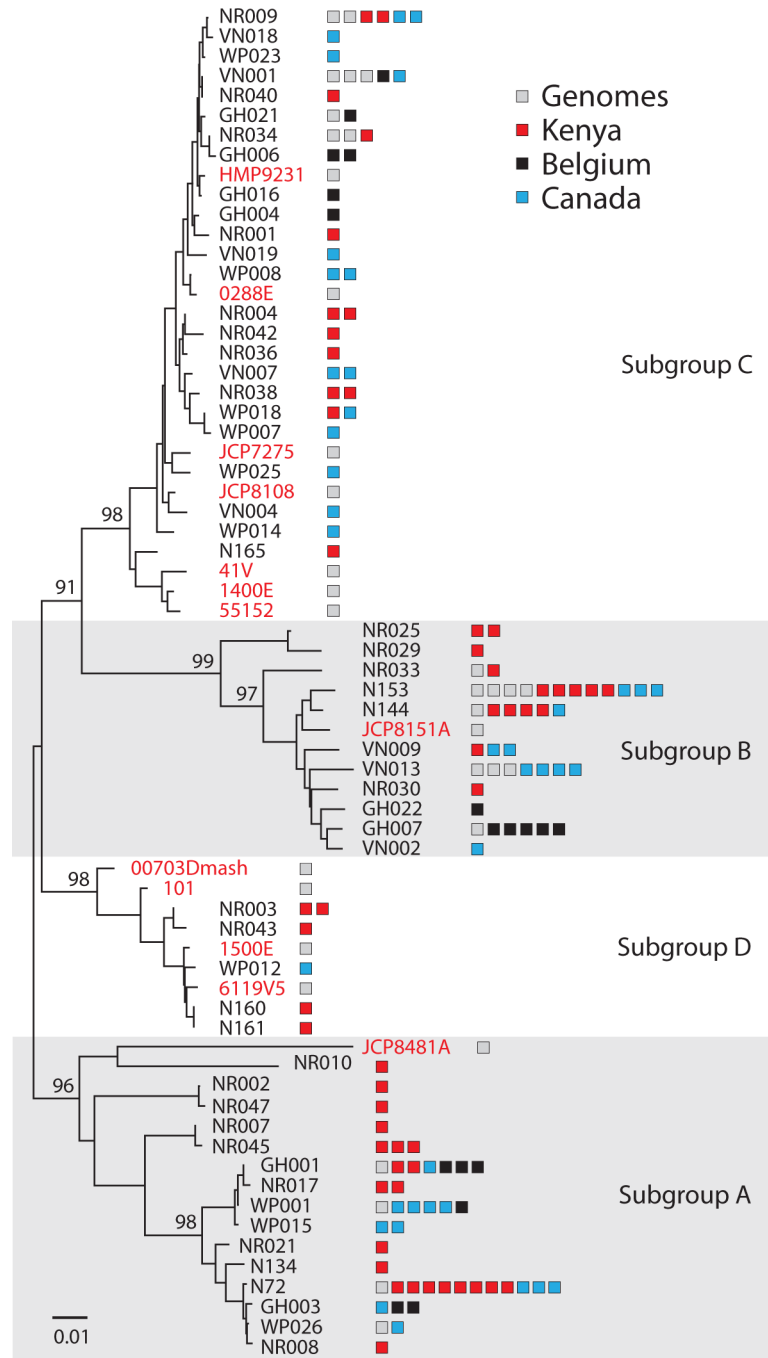 NR009
VN018
WP023
VN001
NR040
GH021
NR034
GH006
HMP9231
GH016
GH004
NR001
VN019
WP008
0288E
NR004
NR042
NR036
VN007
NR038
WP018
WP007
JCP7275
WP025
JCP8108
VN004
WP014
N165
41V
1400E
55152
Genomes
Kenya
Belgium
Canada
Subgroup C
98
91
NR025
NR029
NR033
N153
N144
JCP8151A
VN009
VN013
NR030
GH022
GH007
VN002
99
97
Subgroup B
00703Dmash
101
NR003
NR043
1500E
WP012
6119V5
N160
N161
98
Subgroup D
JCP8481A
NR010
NR002
NR047
NR007
NR045
GH001
NR017
WP001
WP015
NR021
N134
N72
GH003
WP026
NR008
96
98
Subgroup A
0.01